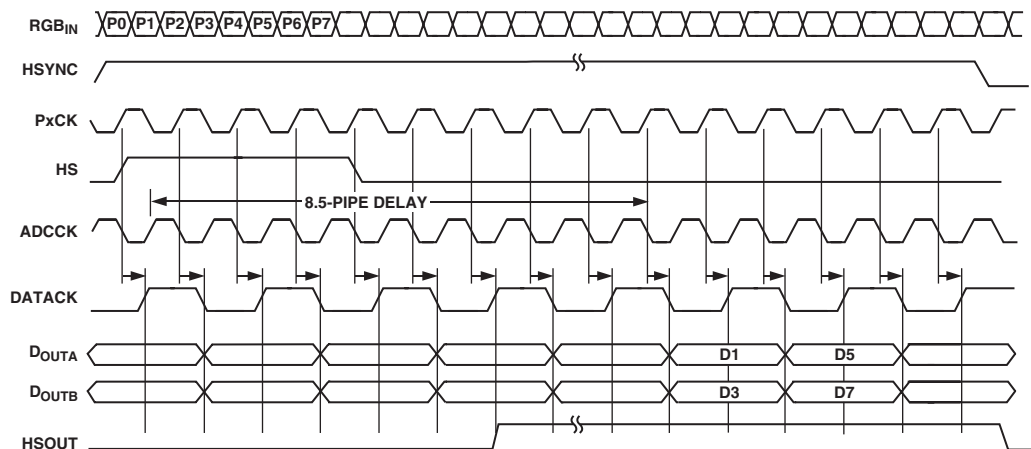 RGBIN P0 P1 P2 P3 P4 P5 P6 P7
HSYNC
PxCK
HS
8.5-PIPE DELAY
ADCCK
DATACK
DOUTA D1 D5
DOUTB D3 D7
HSOUT